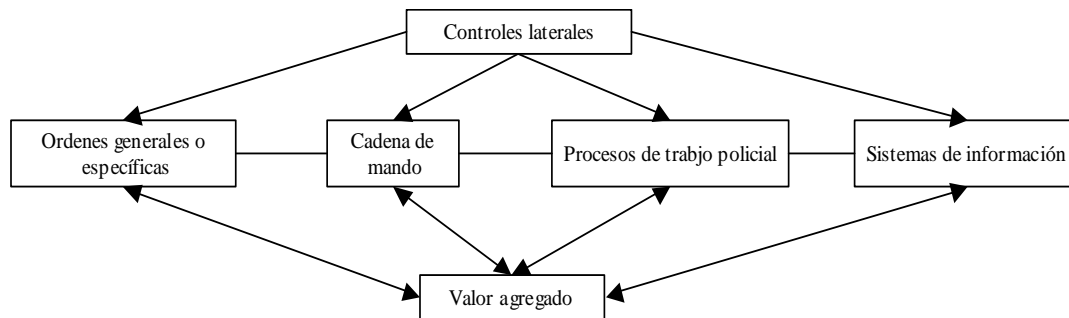 Controles laterales
Ordenes generales o
específicas
Cadena de
mando
Procesos de trabjo policial
Sistemas de información
Valor agregado